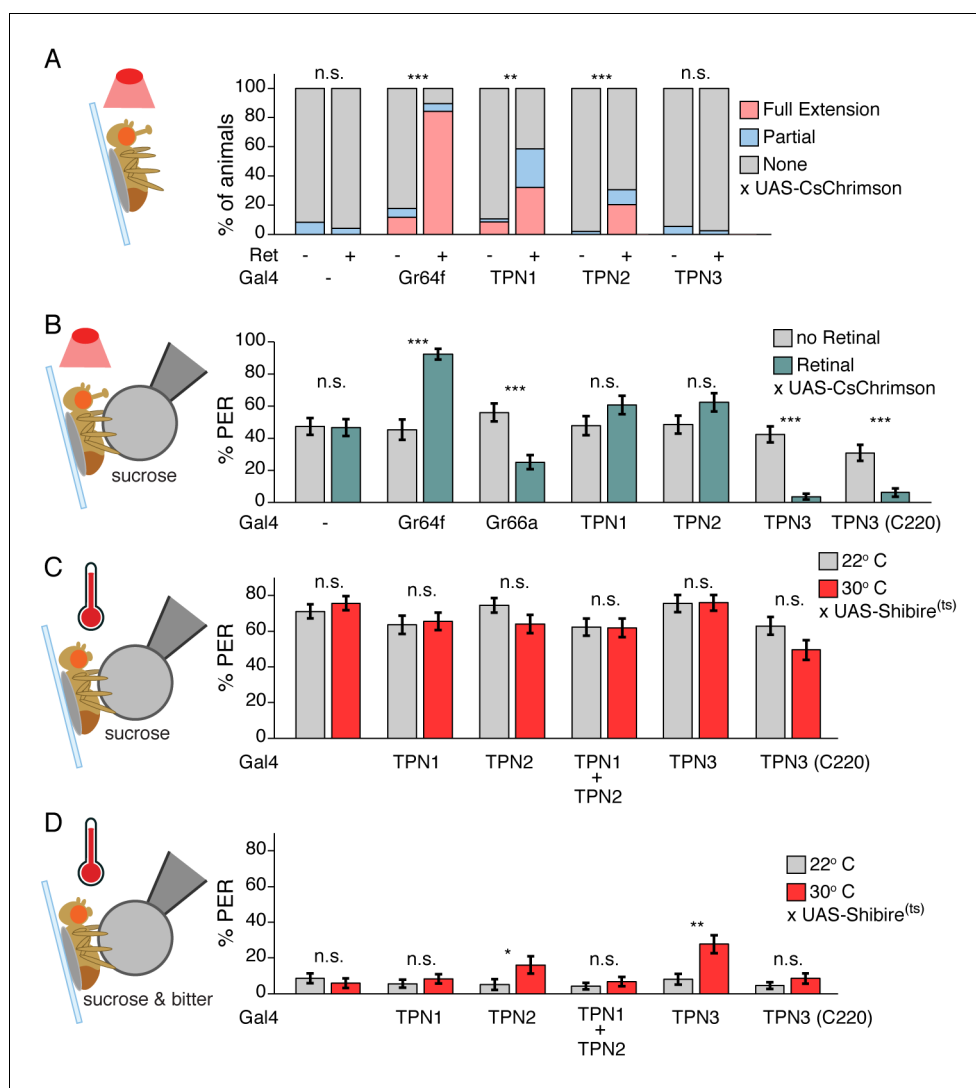 A
n.s. *** ** *** n.s.
100
80
60
40
20
0
% of animals
Full Extension
Partial
None
x UAS-CsChrimson
Ret - + - + - + - + - +
Gal4 - Gr64f TPN1 TPN2 TPN3
B
100
80
60
40
20
0
% PER
n.s. *** *** n.s. n.s. *** ***
no Retinal
Retinal
x UAS-CsChrimson
sucrose
Gal4 - Gr64f Gr66a TPN1 TPN2 TPN3 TPN3 (C220)
C
80
60
40
20
0
% PER
n.s. n.s. n.s. n.s. n.s. n.s.
22º C
30º C
x UAS-Shibire(ts)
sucrose
Gal4 TPN1 TPN2 TPN1 TPN3 TPN3 (C220)
+
TPN2
D
80
60
40
20
0
% PER
n.s. n.s. * n.s. ** n.s.
22º C
30º C
x UAS-Shibire(ts)
sucrose & bitter
Gal4 TPN1 TPN2 TPN1 TPN3 TPN3 (C220)
+
TPN2